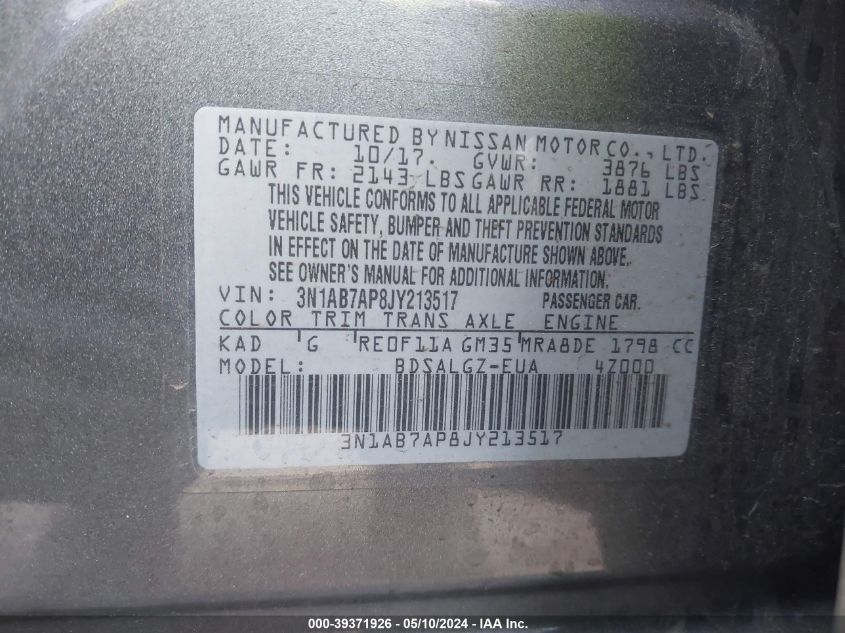 MANUFACTURED BY NISSAN MOTOR CO., LTD.
DATE: 10/17. GVWR: 3876 LBS
GAWR FR: 2143 LBS GAWR RR: 1881 LBS
THIS VEHICLE CONFORMS TO ALL APPLICABLE FEDERAL MOTOR
VEHICLE SAFETY, BUMPER AND THEFT PREVENTION STANDARDS
IN EFFECT ON THE DATE OF MANUFACTURE SHOWN ABOVE.
SEE OWNER'S MANUAL FOR ADDITIONAL INFORMATION.
VIN: 3N1AB7AP8JY213517 PASSENGER CAR.
COLOR TRIM TRANS AXLE ENGINE
KAD G RE0F11A GM35 MRA8DE 1798 CC
MODEL: BDSALGZ-EUA 4Z000
3N1AB7AP8JY213517
000-39371926 - 05/10/2024 - IAA Inc.